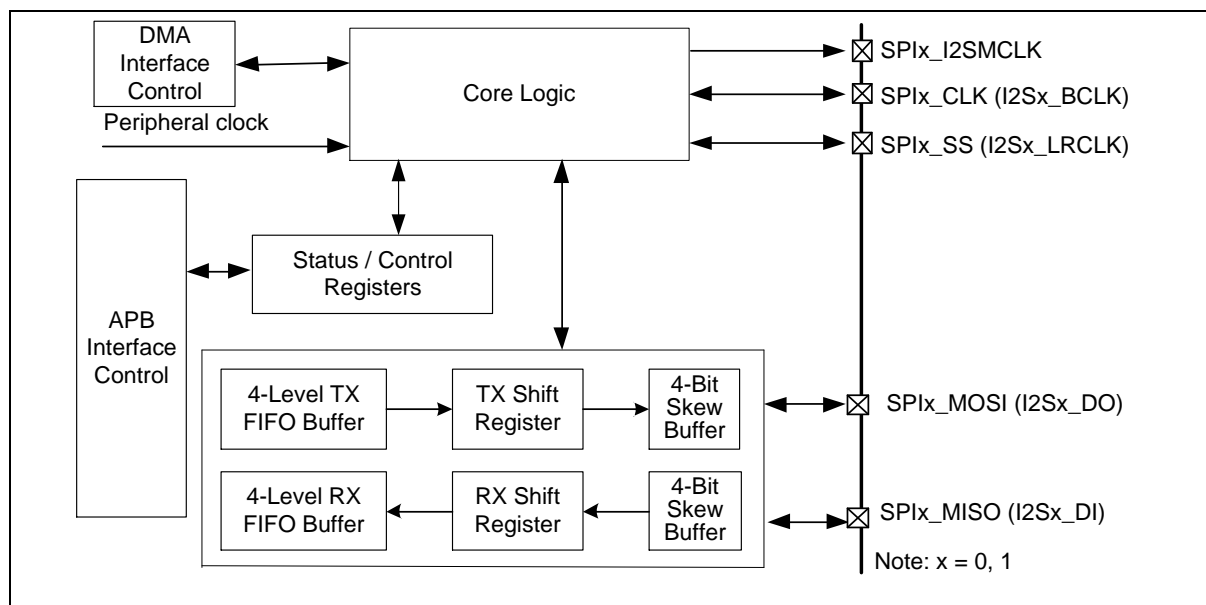 DMA
Interface
Control
Peripheral clock
Core Logic
SPIx_I2SMCLK
SPIx_CLK (I2Sx_BCLK)
SPIx_SS (I2Sx_LRCLK)
Status / Control
Registers
APB
Interface
Control
4-Level TX
FIFO Buffer
TX Shift
Register
4-Bit
Skew
Buffer
SPIx_MOSI (I2Sx_DO)
4-Level RX
FIFO Buffer
RX Shift
Register
4-Bit
Skew
Buffer
SPIx_MISO (I2Sx_DI)
Note: x = 0, 1